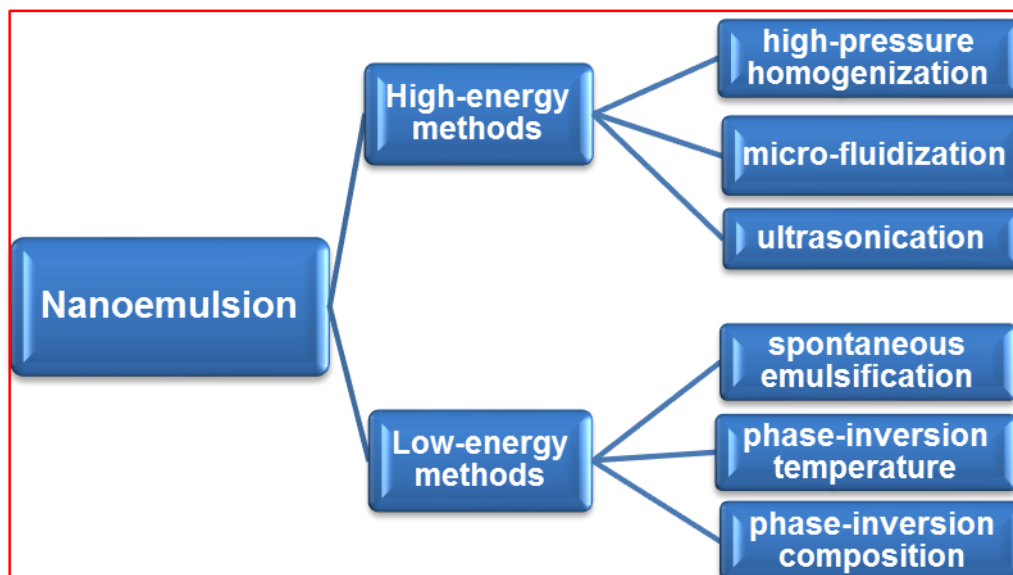 Nanoemulsion
High-energy
methods
high-pressure
homogenization
micro-fluidization
ultrasonication
Low-energy
methods
spontaneous
emulsification
phase-inversion
temperature
phase-inversion
composition